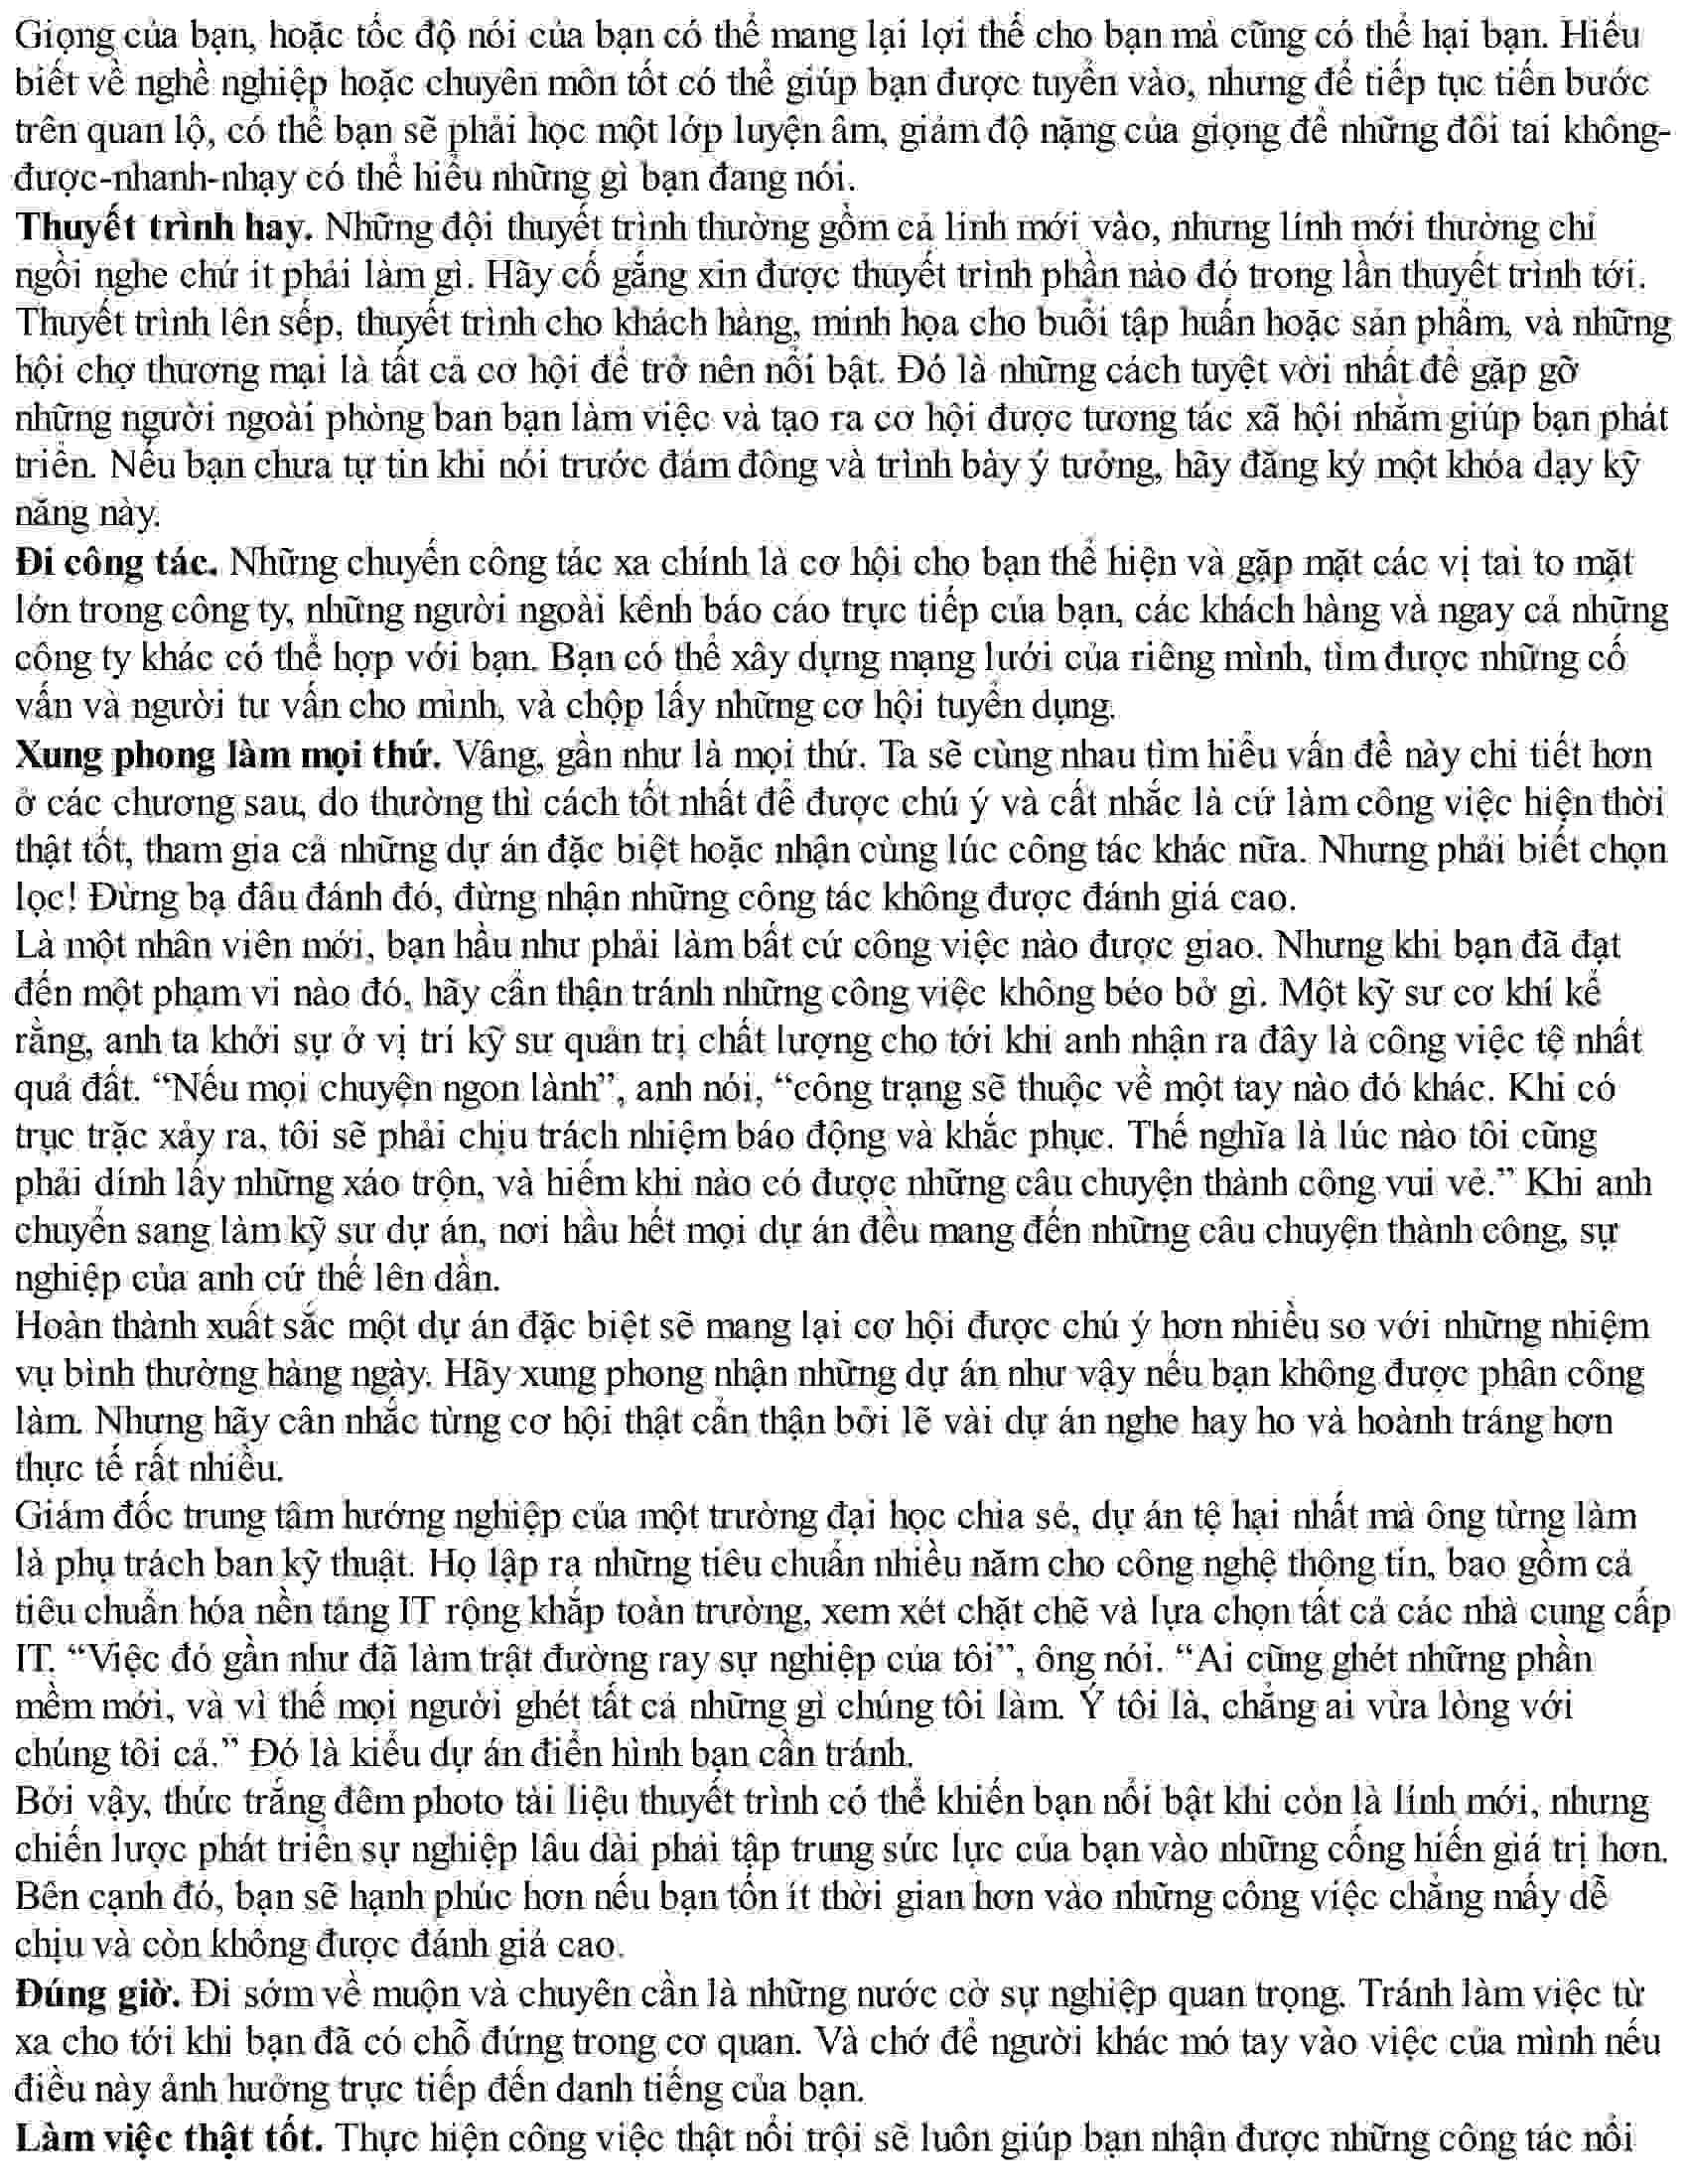 Giọng của bạn, hoặc tốc độ nói của bạn có thể mang lại lợi thế cho bạn mà cũng có thể hại bạn. Hiểu
biết về nghề nghiệp hoặc chuyên môn tốt có thể giúp bạn được tuyển vào, nhưng để tiếp tục tiến bước
trên quan lộ, có thể bạn sẽ phải học một lớp luyện âm, giảm độ nặng của giọng để những đôi tai không-
được-nhanh-nhạy có thể hiểu những gì bạn đang nói.
Thuyết trình hay. Những đội thuyết trình thường gồm cả lính mới vào, nhưng lính mới thường chỉ
ngồi nghe chứ ít phải làm gì. Hãy cố gắng xin được thuyết trình phần nào đó trong lần thuyết trình tới.
Thuyết trình lên sếp, thuyết trình cho khách hàng, minh họa cho buổi tập huấn hoặc sản phẩm, và những
hội chợ thương mại là tất cả cơ hội để trở nên nổi bật. Đó là những cách tuyệt vời nhất để gặp gỡ
những người ngoài phòng ban bạn làm việc và tạo ra cơ hội được tương tác xã hội nhằm giúp bạn phát
triển. Nếu bạn chưa tự tin khi nói trước đám đông và trình bày ý tưởng, hãy đăng ký một khóa dạy kỹ
năng này.
Đi công tác. Những chuyến công tác xa chính là cơ hội cho bạn thể hiện và gặp mặt các vị tai to mặt
lớn trong công ty, những người ngoài kênh báo cáo trực tiếp của bạn, các khách hàng và ngay cả những
công ty khác có thể hợp với bạn. Bạn có thể xây dựng mạng lưới của riêng mình, tìm được những cố
vấn và người tư vấn cho mình, và chộp lấy những cơ hội tuyển dụng.
Xung phong làm mọi thứ. Vâng, gần như là mọi thứ. Ta sẽ cùng nhau tìm hiểu vấn đề này chi tiết hơn
ở các chương sau, do thường thì cách tốt nhất để được chú ý và cất nhắc là cứ làm công việc hiện thời
thật tốt, tham gia cả những dự án đặc biệt hoặc nhận cùng lúc công tác khác nữa. Nhưng phải biết chọn
lọc! Đừng bạ đâu đánh đó, đừng nhận những công tác không được đánh giá cao.
Là một nhân viên mới, bạn hầu như phải làm bất cứ công việc nào được giao. Nhưng khi bạn đã đạt
đến một phạm vi nào đó, hãy cẩn thận tránh những công việc không béo bở gì. Một kỹ sư cơ khí kể
rằng, anh ta khởi sự ở vị trí kỹ sư quản trị chất lượng cho tới khi anh nhận ra đây là công việc tệ nhất
quả đất. “Nếu mọi chuyện ngon lành”, anh nói, “công trạng sẽ thuộc về một tay nào đó khác. Khi có
trục trặc xảy ra, tôi sẽ phải chịu trách nhiệm báo động và khắc phục. Thế nghĩa là lúc nào tôi cũng
phải dính lấy những xáo trộn, và hiếm khi nào có được những câu chuyện thành công vui vẻ.” Khi anh
chuyển sang làm kỹ sư dự án, nơi hầu hết mọi dự án đều mang đến những câu chuyện thành công, sự
nghiệp của anh cứ thế lên dần.
Hoàn thành xuất sắc một dự án đặc biệt sẽ mang lại cơ hội được chú ý hơn nhiều so với những nhiệm
vụ bình thường hàng ngày. Hãy xung phong nhận những dự án như vậy nếu bạn không được phân công
làm. Nhưng hãy cân nhắc từng cơ hội thật cẩn thận bởi lẽ vài dự án nghe hay ho và hoành tráng hơn
thực tế rất nhiều.
Giám đốc trung tâm hướng nghiệp của một trường đại học chia sẻ, dự án tệ hại nhất mà ông từng làm
là phụ trách ban kỹ thuật. Họ lập ra những tiêu chuẩn nhiều năm cho công nghệ thông tin, bao gồm cả
tiêu chuẩn hóa nền tảng IT rộng khắp toàn trường, xem xét chặt chẽ và lựa chọn tất cả các nhà cung cấp
IT. “Việc đó gần như đã làm trật đường ray sự nghiệp của tôi”, ông nói. “Ai cũng ghét những phần
mềm mới, và vì thế mọi người ghét tất cả những gì chúng tôi làm. Ý tôi là, chẳng ai vừa lòng với
chúng tôi cả.” Đó là kiểu dự án điển hình bạn cần tránh.
Bởi vậy, thức trắng đêm photo tài liệu thuyết trình có thể khiến bạn nổi bật khi còn là lính mới, nhưng
chiến lược phát triển sự nghiệp lâu dài phải tập trung sức lực của bạn vào những cống hiến giá trị hơn.
Bên cạnh đó, bạn sẽ hạnh phúc hơn nếu bạn tốn ít thời gian hơn vào những công việc chẳng mấy dễ
chịu và còn không được đánh giá cao.
Đúng giờ. Đi sớm về muộn và chuyên cần là những nước cờ sự nghiệp quan trọng. Tránh làm việc từ
xa cho tới khi bạn đã có chỗ đứng trong cơ quan. Và chớ để người khác mó tay vào việc của mình nếu
điều này ảnh hưởng trực tiếp đến danh tiếng của bạn.
Làm việc thật tốt. Thực hiện công việc thật nổi trội sẽ luôn giúp bạn nhận được những công tác nổi